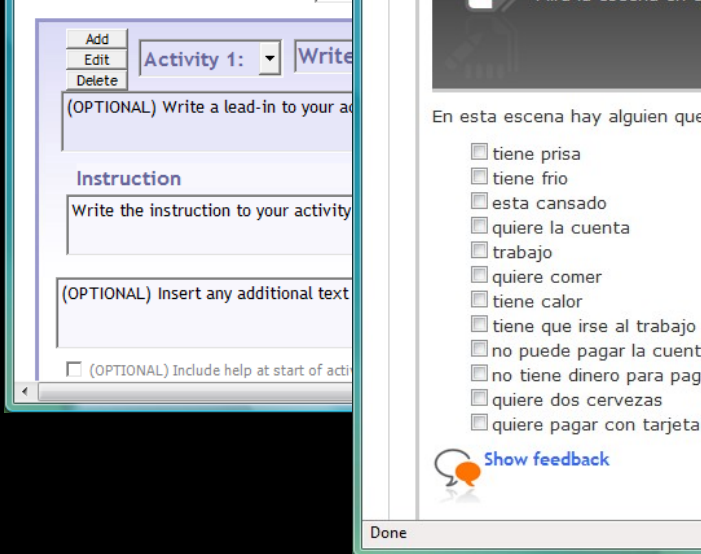 Add
Edit
Delete
Activity 1:
Write
(OPTIONAL) Write a lead-in to your
Instruction
Write the instruction to your activity
(OPTIONAL) Insert any additional text
(OPTIONAL) Include help at start of
En esta escena hay alguien que
tiene prisa
tiene frio
esta cansado
quiere la cuenta
trabajo
quiere comer
tiene calor
tiene que irse al trabajo
no puede pagar la cuent
no tiene dinero para pag
quiere dos cervezas
quiere pagar con tarjeta
Show feedback
Done